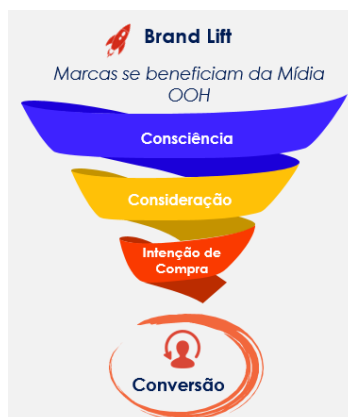 Brand Lift
Marcas se beneficiam da Mídia
OOH
Consciência
Consideração
Intenção de
Compra
Conversão